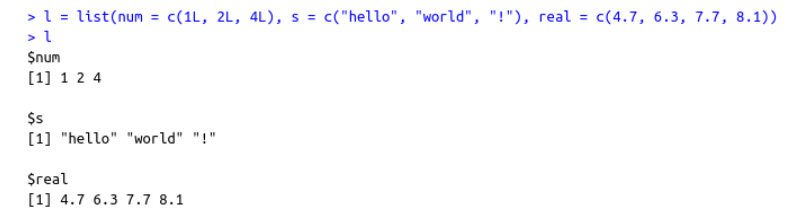 > l = list(num = c(1L, 2L, 4L), s = c("hello", "world", "!"), real = c(4.7, 6.3, 7.7, 8.1))
> l
$num
[1] 1 2 4
$s
[1] "hello" "world" "!"
$real
[1] 4.7 6.3 7.7 8.1